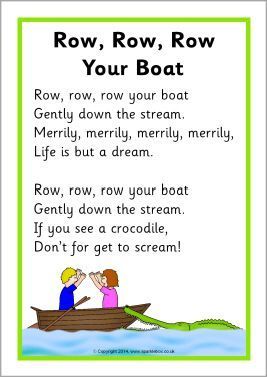 Row, Row, Row
Your Boat
Row, row, row your boat
Gently down the stream.
Merrily, merrily, merrily, merrily,
Life is but a dream.
Row, row, row your boat
Gently down the stream.
If you see a crocodile,
Don't for get to scream!
© Copyright 2014, www.sparklebox.co.uk